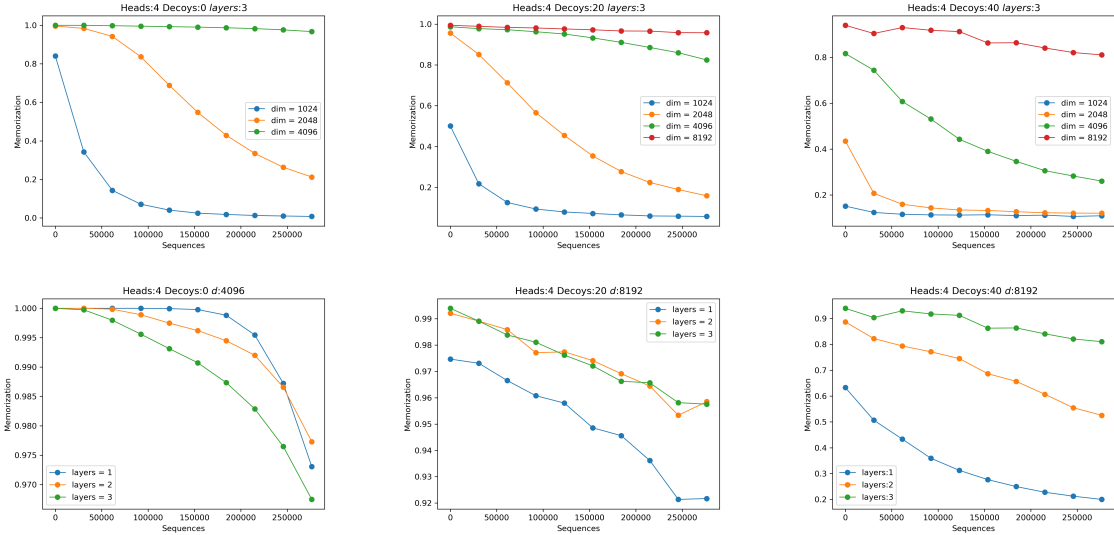 Heads:4 Decoys:0 layers:3
Memorization
1.0
0.8
0.6
0.4
0.2
0.0
dim = 1024
dim = 2048
dim = 4096
0 50000 100000 150000 200000 250000
Sequences
Heads:4 Decoys:20 layers:3
Memorization
1.0
0.8
0.6
0.4
0.2
dim = 1024
dim = 2048
dim = 4096
dim = 8192
0 50000 100000 150000 200000 250000
Sequences
Heads:4 Decoys:40 layers:3
Memorization
0.8
0.6
0.4
0.2
dim = 1024
dim = 2048
dim = 4096
dim = 8192
0 50000 100000 150000 200000 250000
Sequences
Heads:4 Decoys:0 d:4096
Memorization
1.000
0.995
0.990
0.985
0.980
0.975
0.970
layers = 1
layers = 2
layers = 3
0 50000 100000 150000 200000 250000
Sequences
Heads:4 Decoys:20 d:8192
Memorization
0.99
0.98
0.97
0.96
0.95
0.94
0.93
0.92
layers = 1
layers = 2
layers = 3
0 50000 100000 150000 200000 250000
Sequences
Heads:4 Decoys:40 d:8192
Memorization
0.9
0.8
0.7
0.6
0.5
0.4
0.3
0.2
layers:1
layers:2
layers:3
0 50000 100000 150000 200000 250000
Sequences